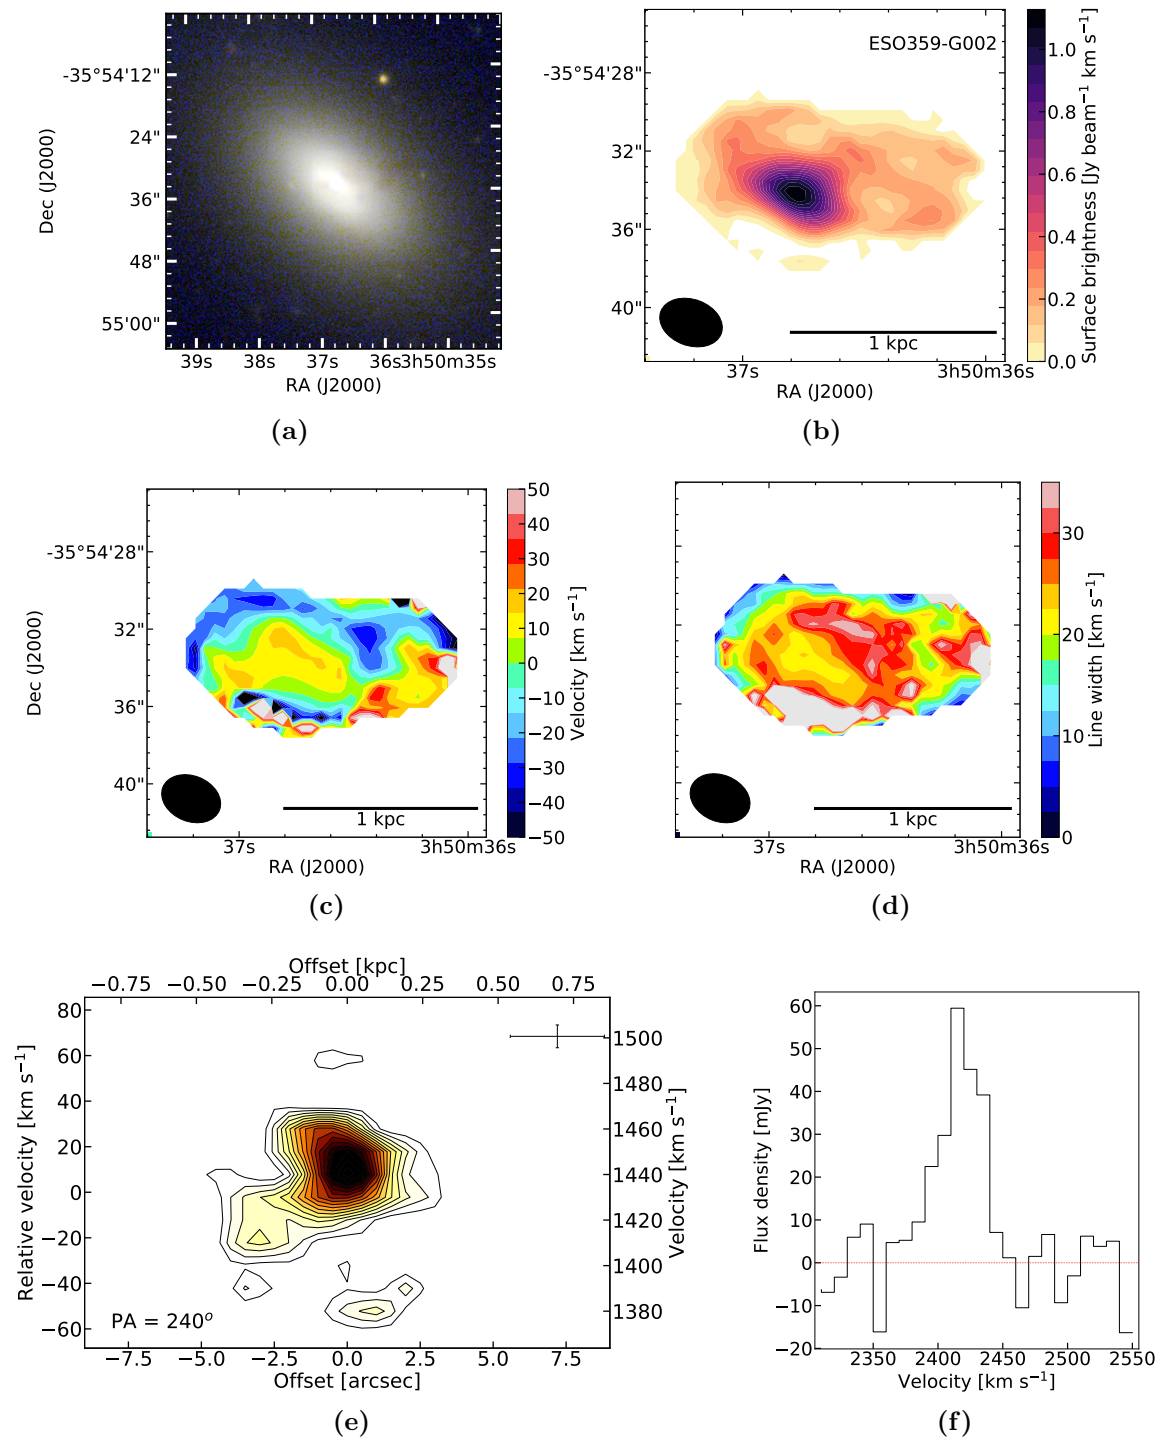 Dec (J2000)
-35°54'12"
24"
36"
48"
55'00"
39s 38s 37s 36s 3h50m35s
RA (J2000)
(a)
ESO359-G002
-35°54'28"
32"
36"
40"
1 kpc
37s 3h50m36s
RA (J2000)
1.0
0.8
0.6
0.4
0.2
0.0
Surface brightness [Jy beam⁻¹ km s⁻¹]
(b)
Dec (J2000)
-35°54'28"
32"
36"
40"
1 kpc
37s 3h50m36s
RA (J2000)
50
40
30
20
10
0
−10
−20
−30
−40
−50
Velocity [km s⁻¹]
(c)
1 kpc
37s 3h50m36s
RA (J2000)
30
20
10
0
Line width [km s⁻¹]
(d)
Offset [kpc]
−0.75 −0.50 −0.25 0.00 0.25 0.50 0.75
Relative velocity [km s⁻¹]
80
60
40
20
0
−20
−40
−60
PA = 240°
1500
1480
1460
1440
1420
1400
1380
Velocity [km s⁻¹]
−7.5 −5.0 −2.5 0.0 2.5 5.0 7.5
Offset [arcsec]
(e)
Flux density [mJy]
60
50
40
30
20
10
0
−10
−20
2350 2400 2450 2500 2550
Velocity [km s⁻¹]
(f)